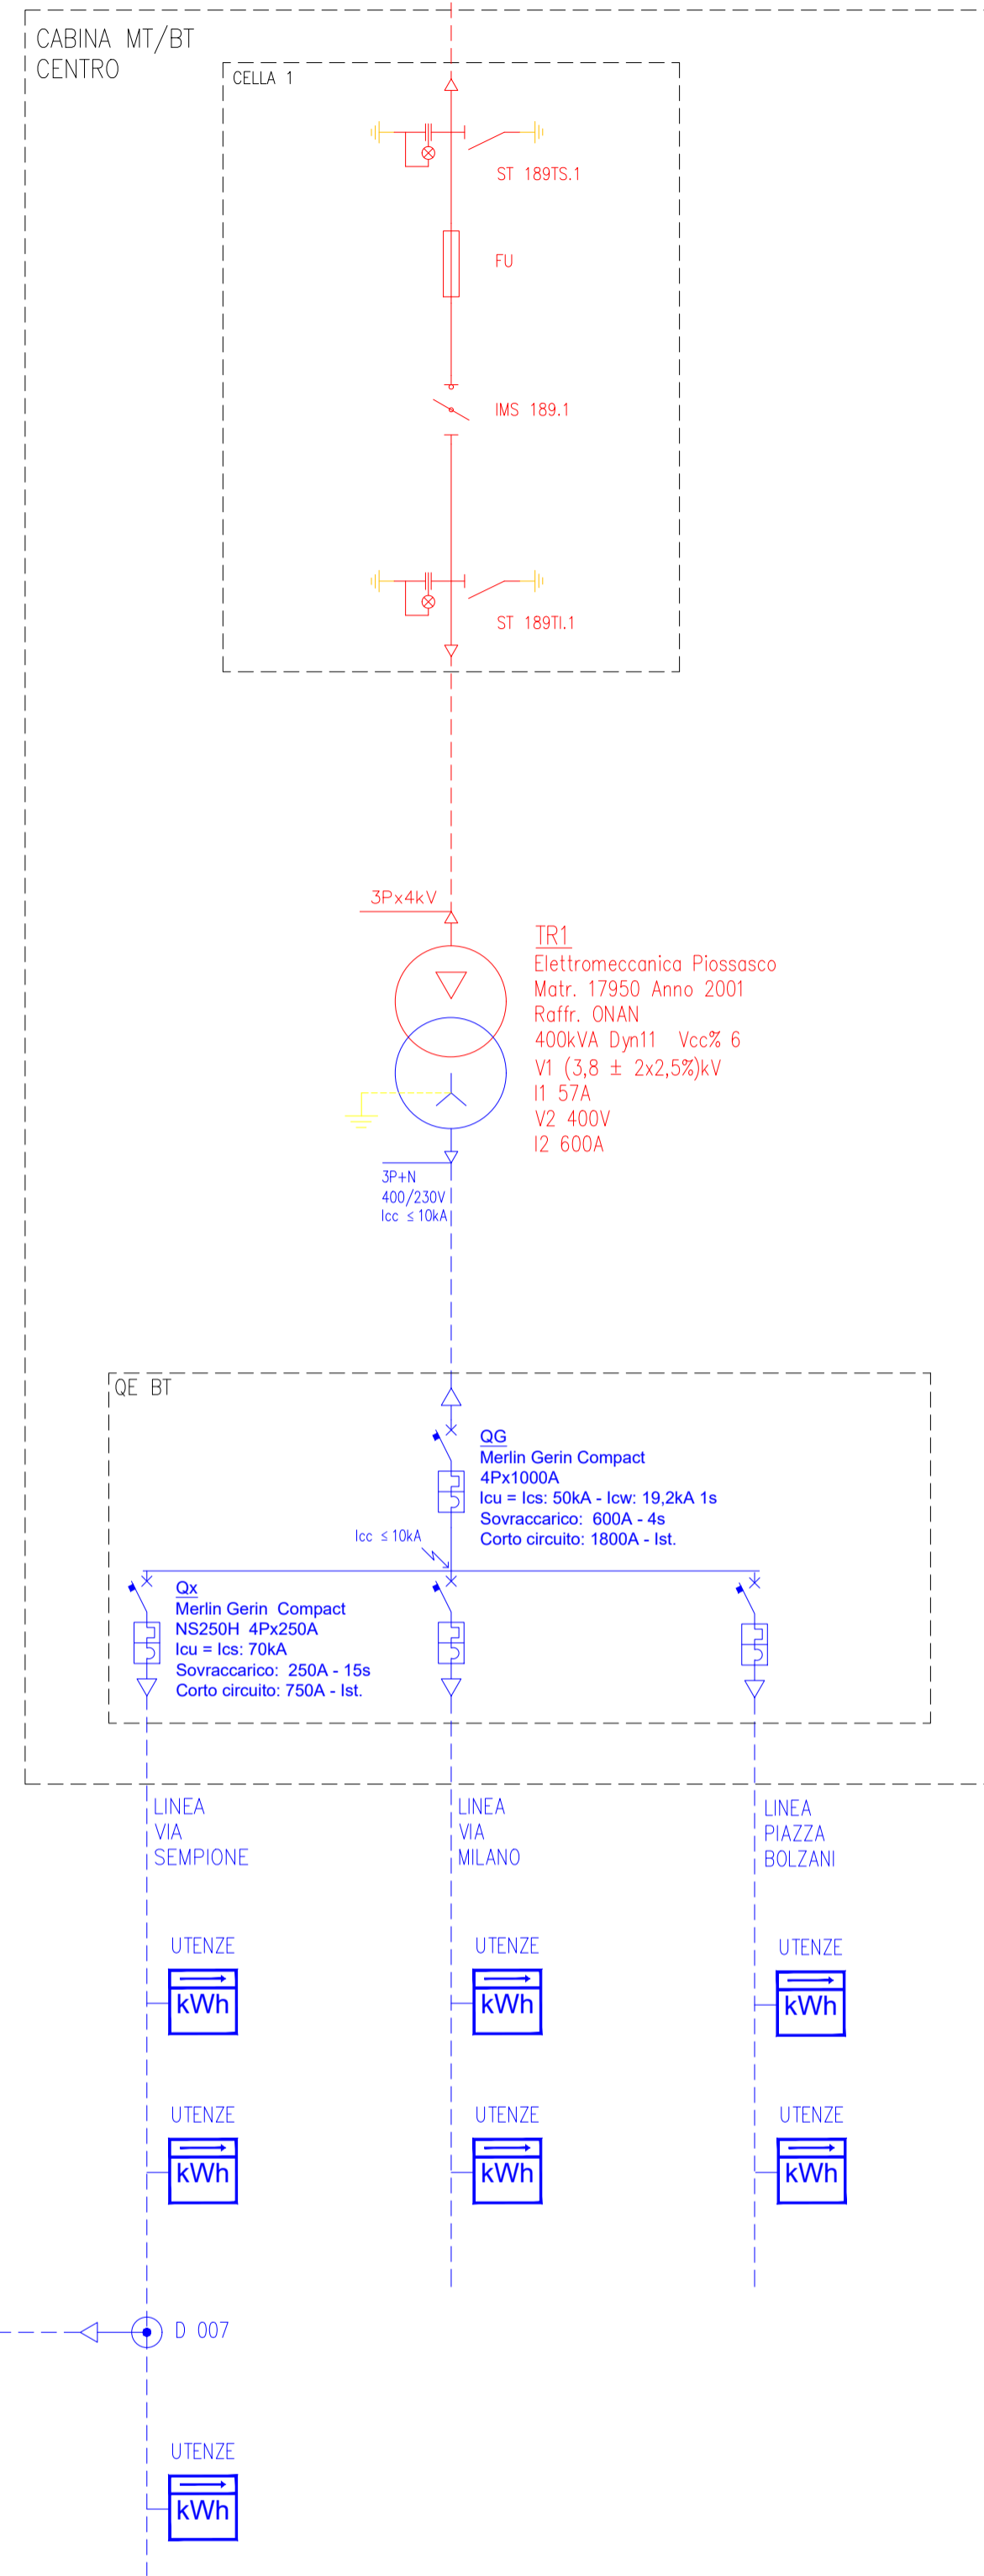 CABINA MT/BT
CENTRO
CELLA 1
ST 189TS.1
FU
IMS 189.1
ST 189TI.1
3Px4kV
TR1
Elettromeccanica Piossasco
Matr. 17950 Anno 2001
Raffr. ONAN
400kVA Dyn11 Vcc% 6
V1 (3,8 ± 2x2,5%)kV
I1 57A
V2 400V
I2 600A
3P+N
400/230V
Icc ≤10kA
QE BT
QG
Merlin Gerin Compact
4Px1000A
Icu = Ics: 50kA - Icw: 19,2kA 1s
Sovraccarico: 600A - 4s
Corto circuito: 1800A - Ist.
Icc ≤10kA
Qx
Merlin Gerin Compact
NS250H 4Px250A
Icu = Ics: 70kA
Sovraccarico: 250A - 15s
Corto circuito: 750A - Ist.
LINEA
VIA
SEMPIONE
LINEA
VIA
MILANO
LINEA
PIAZZA
BOLZANI
UTENZE
kWh
UTENZE
kWh
UTENZE
kWh
UTENZE
kWh
UTENZE
kWh
UTENZE
kWh
D 007
UTENZE
kWh